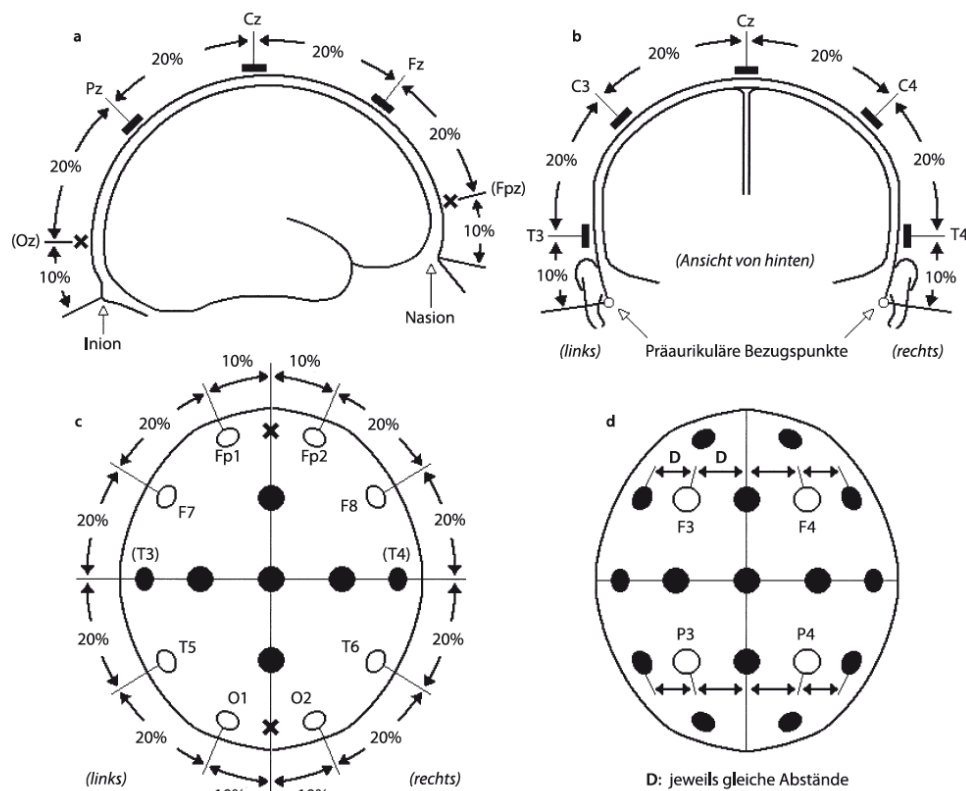 a
Cz
20%
20%
Pz
Fz
20%
20%
(Oz)
(Fpz)
10%
10%
Inion
Nasion
b
Cz
20%
20%
C3
C4
20%
20%
T3
T4
10%
10%
(Ansicht von hinten)
(links)
Präaurikuläre Bezugspunkte
(rechts)
c
10%
10%
20%
20%
Fp1
Fp2
F7
F8
20%
20%
(T3)
(T4)
20%
20%
T5
T6
O1
O2
20%
20%
(links)
10%
10%
(rechts)
d
D
D
F3
F4
P3
P4
D: jeweils gleiche Abstände